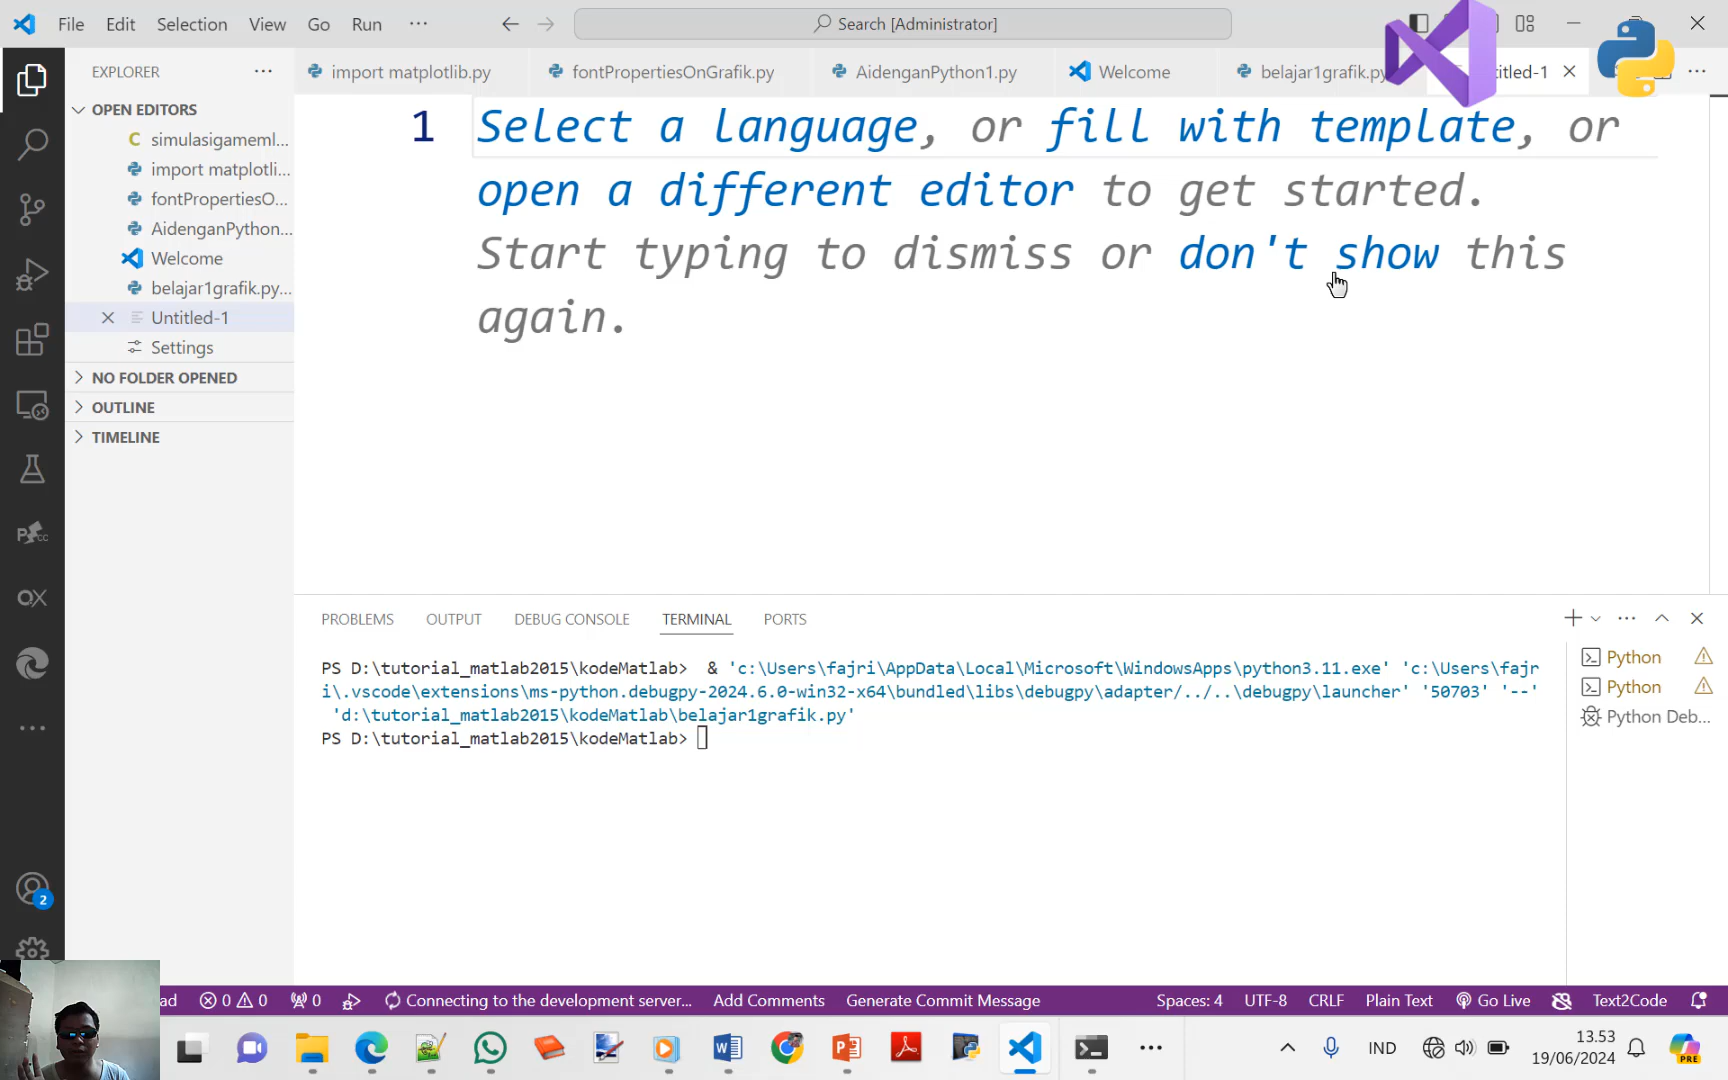 File Edit Selection View Go Run ···
Search [Administrator]
EXPLORER
import matplotlib.py
fontPropertiesOnGrafik.py
AidenganPython1.py
Welcome
belajar1grafik.py
titled-1
OPEN EDITORS
simulasigameml...
import matplotli...
fontPropertiesO...
AidenganPython...
Welcome
belajar1grafik.py...
Untitled-1
Settings
NO FOLDER OPENED
OUTLINE
TIMELINE
1 Select a language, or fill with template, or
open a different editor to get started.
Start typing to dismiss or don't show this
again.
PROBLEMS OUTPUT DEBUG CONSOLE TERMINAL PORTS
PS D:\tutorial_matlab2015\kodeMatlab>  & 'c:\Users\fajri\AppData\Local\Microsoft\WindowsApps\python3.11.exe' 'c:\Users\fajr
i\.vscode\extensions\ms-python.debugpy-2024.6.0-win32-x64\bundled\libs\debugpy\adapter/../..\debugpy\launcher' '50703' '--'
'd:\tutorial_matlab2015\kodeMatlab\belajar1grafik.py'
PS D:\tutorial_matlab2015\kodeMatlab>
Python
Python
Python Deb...
2
ad 0 0 0 Connecting to the development server... Add Comments Generate Commit Message Spaces: 4 UTF-8 CRLF Plain Text Go Live Text2Code
IND
13.53
19/06/2024
PRE